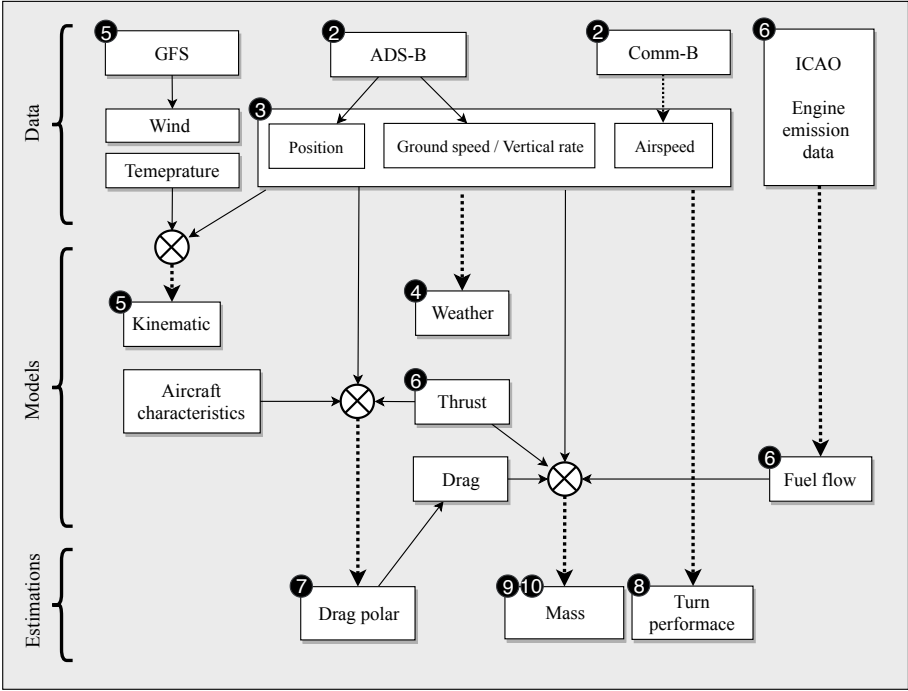 5
GFS
2
ADS-B
2
Comm-B
6
ICAO
Engine
emission
data
Data
Wind
3
Position
Ground speed / Vertical rate
Airspeed
Temeprature
5
Kinematic
4
Weather
Models
Aircraft
characteristics
6
Thrust
Drag
6
Fuel flow
Estimations
7
Drag polar
9
10
Mass
8
Turn
performace